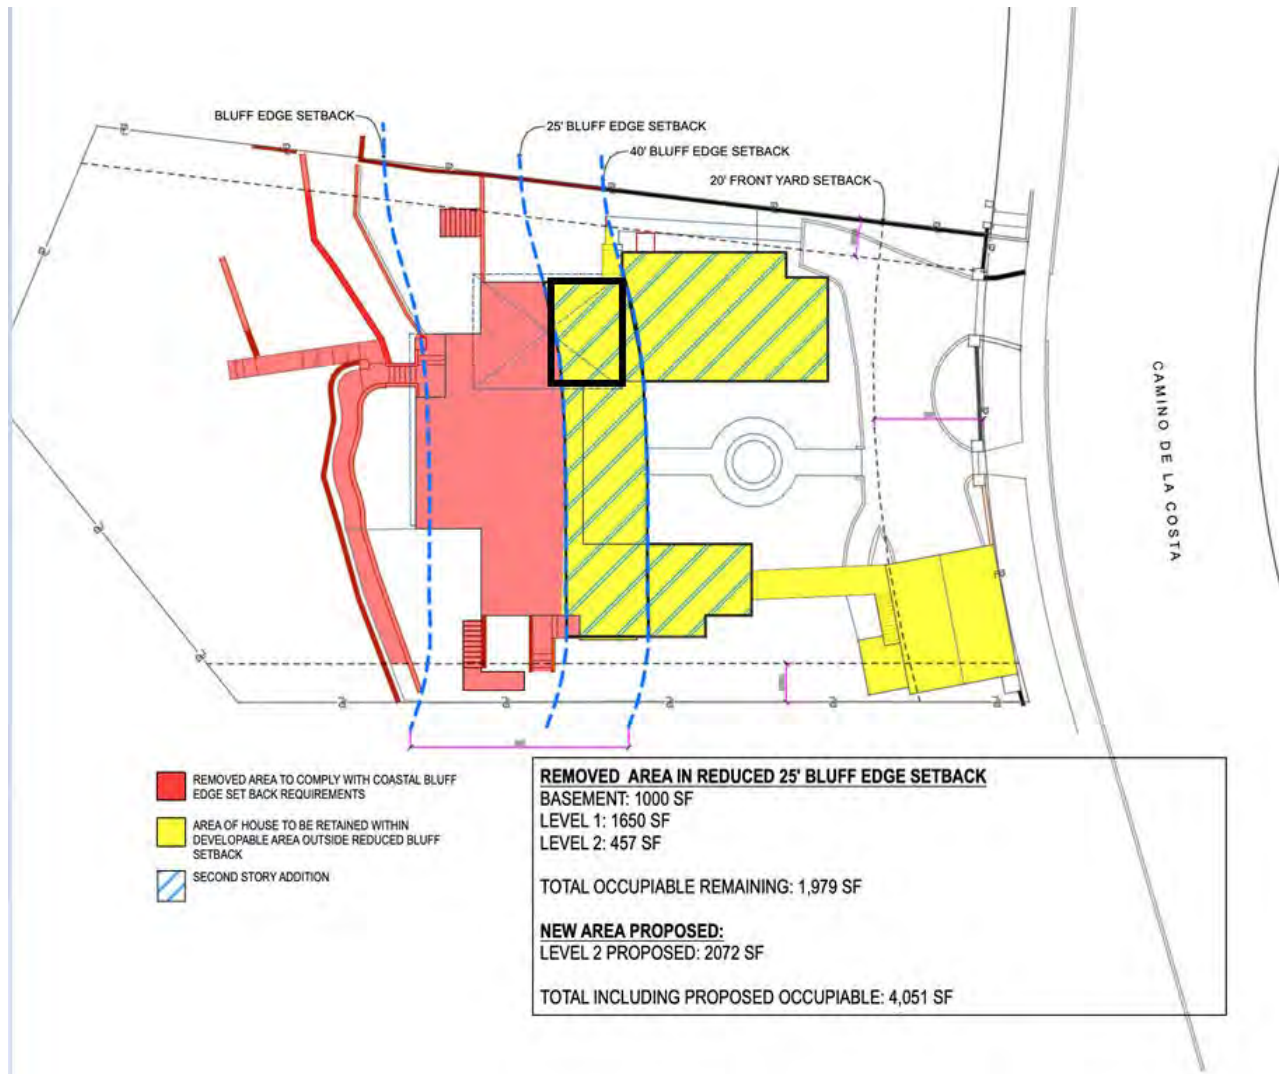 BLUFF EDGE SETBACK
25' BLUFF EDGE SETBACK
40' BLUFF EDGE SETBACK
20' FRONT YARD SETBACK
CAMINO DE LA COSTA
REMOVED AREA TO COMPLY WITH COASTAL BLUFF
EDGE SET BACK REQUIREMENTS
AREA OF HOUSE TO BE RETAINED WITHIN
DEVELOPABLE AREA OUTSIDE REDUCED BLUFF
SETBACK
SECOND STORY ADDITION
REMOVED AREA IN REDUCED 25' BLUFF EDGE SETBACK
BASEMENT: 1000 SF
LEVEL 1: 1650 SF
LEVEL 2: 457 SF
TOTAL OCCUPIABLE REMAINING: 1,979 SF
NEW AREA PROPOSED:
LEVEL 2 PROPOSED: 2072 SF
TOTAL INCLUDING PROPOSED OCCUPIABLE: 4,051 SF